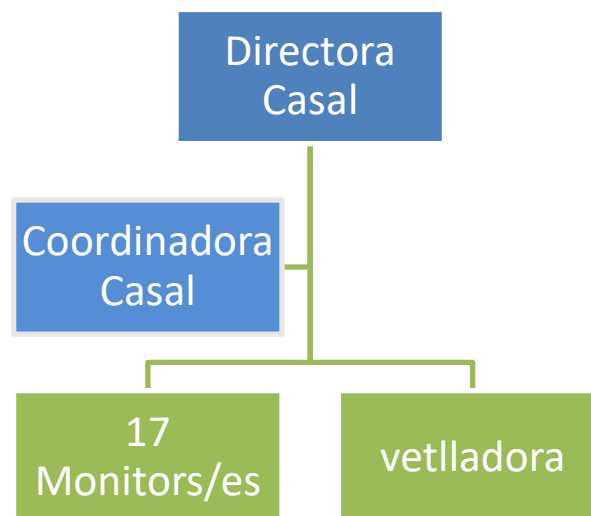 Directora
Casal
Coordinadora
Casal
17
Monitors/es
vetlladora